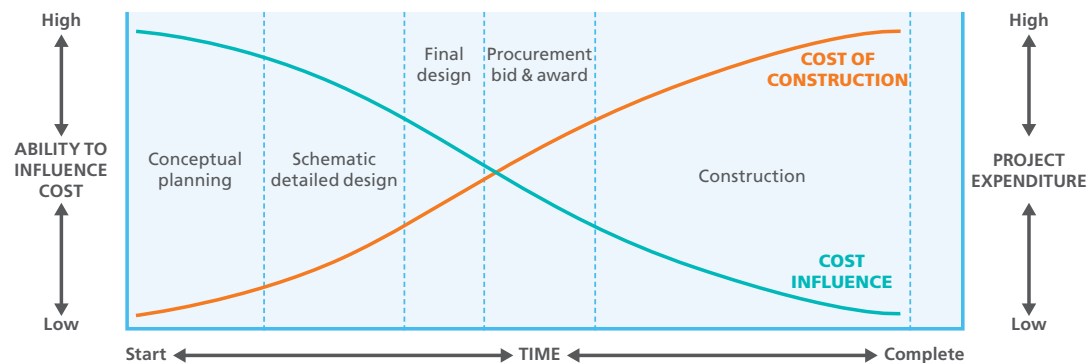 High
High
Final
design
Procurement
bid & award
COST OF
CONSTRUCTION
ABILITY TO
INFLUENCE
COST
Conceptual
planning
Schematic
detailed design
Construction
PROJECT
EXPENDITURE
COST
INFLUENCE
Low
Low
Start
TIME
Complete